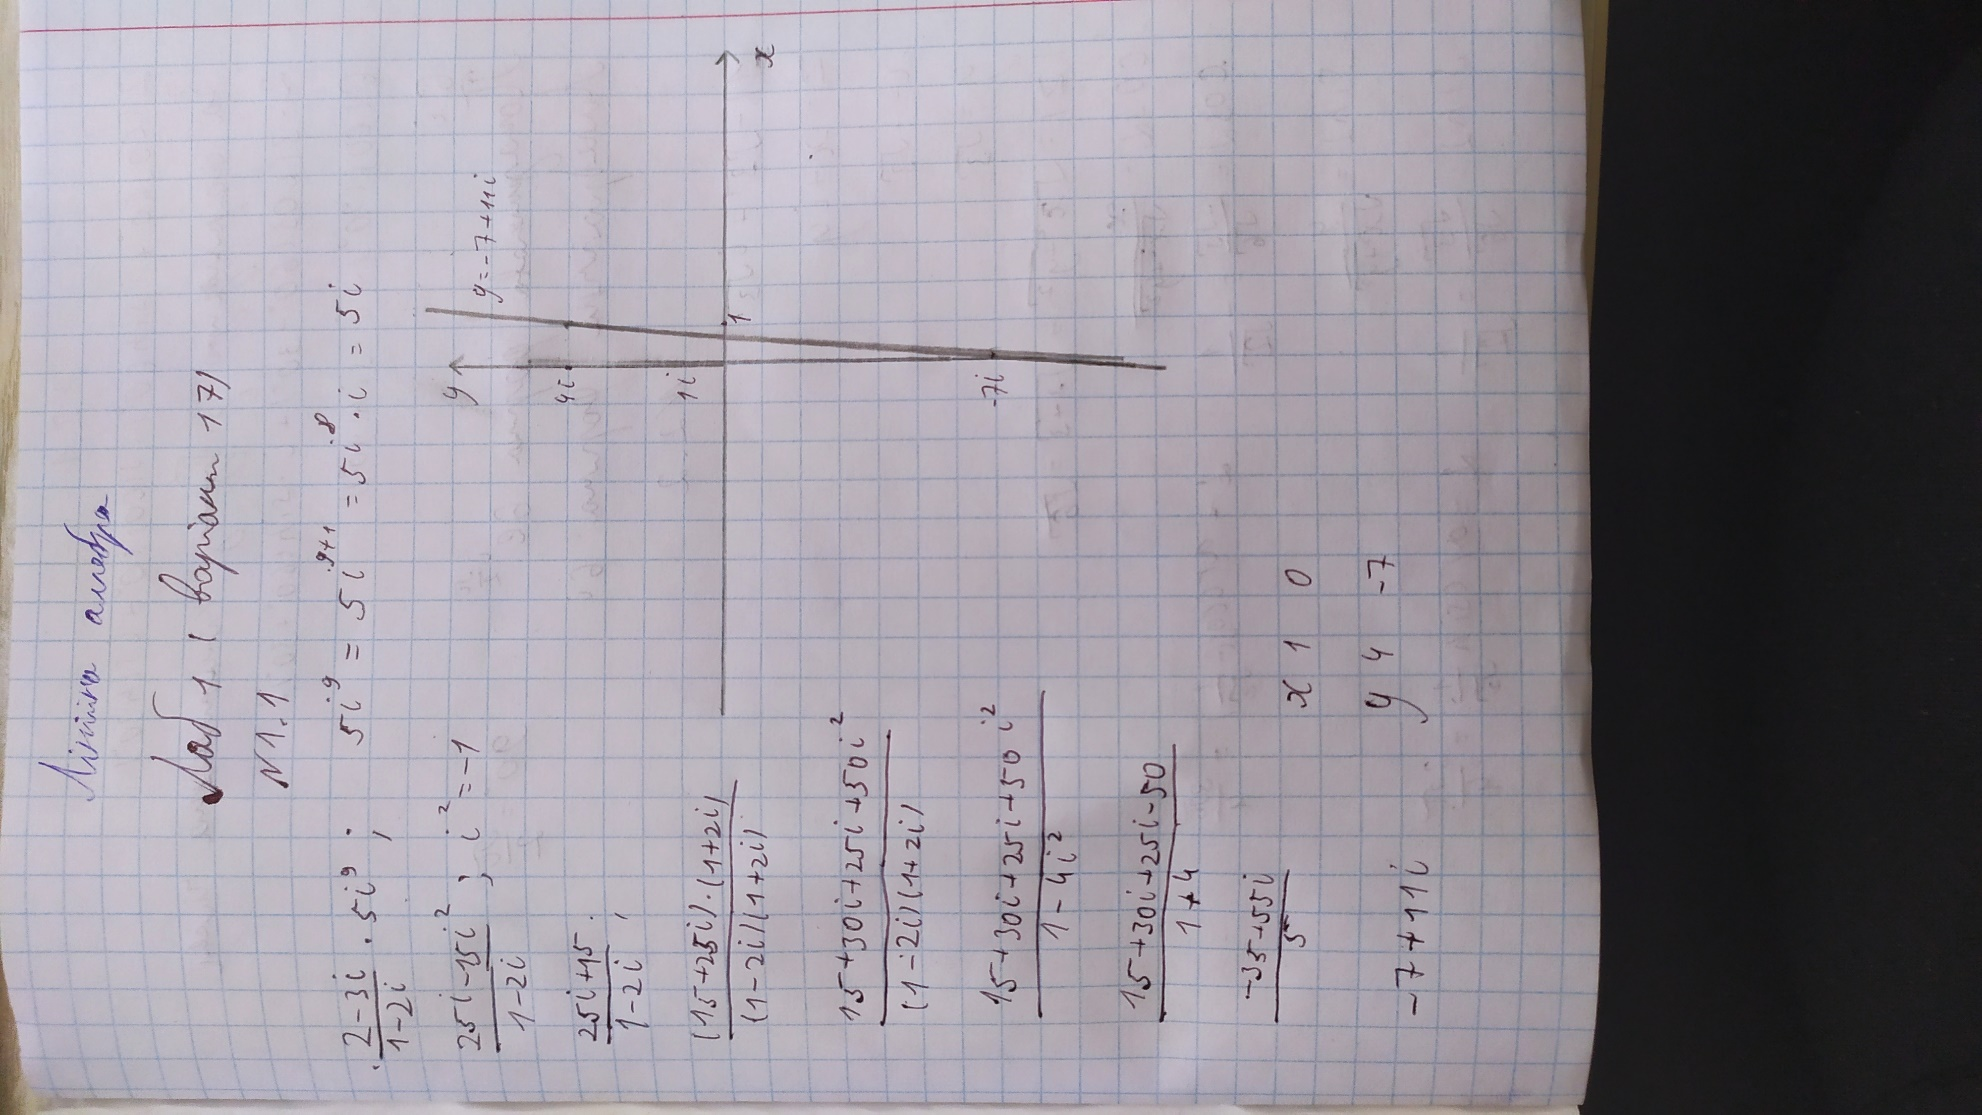 Лінійна алгебра
Лаб 1 (варіант 17)
N1.1
(2-3i)/(1-2i) · 5i⁹ ; 5i⁹ = 5i⁹⁺¹ = 5i⁸ · i = 5i
(25i-15i²)/(1-2i) ; i² = -1
(25i+15)/(1-2i) ;
((15+25i)·(1+2i))/((1-2i)(1+2i))
(15+30i+25i+50i²)/((1-2i)(1+2i))
(15+30i+25i+50i²)/(1-4i²)
(15+30i+25i-50)/(1+4)
(-35+55i)/5
-7+11i
x 1 0
y 4 -7
y
y=-7+11i
4i
1i
1
x
-7i